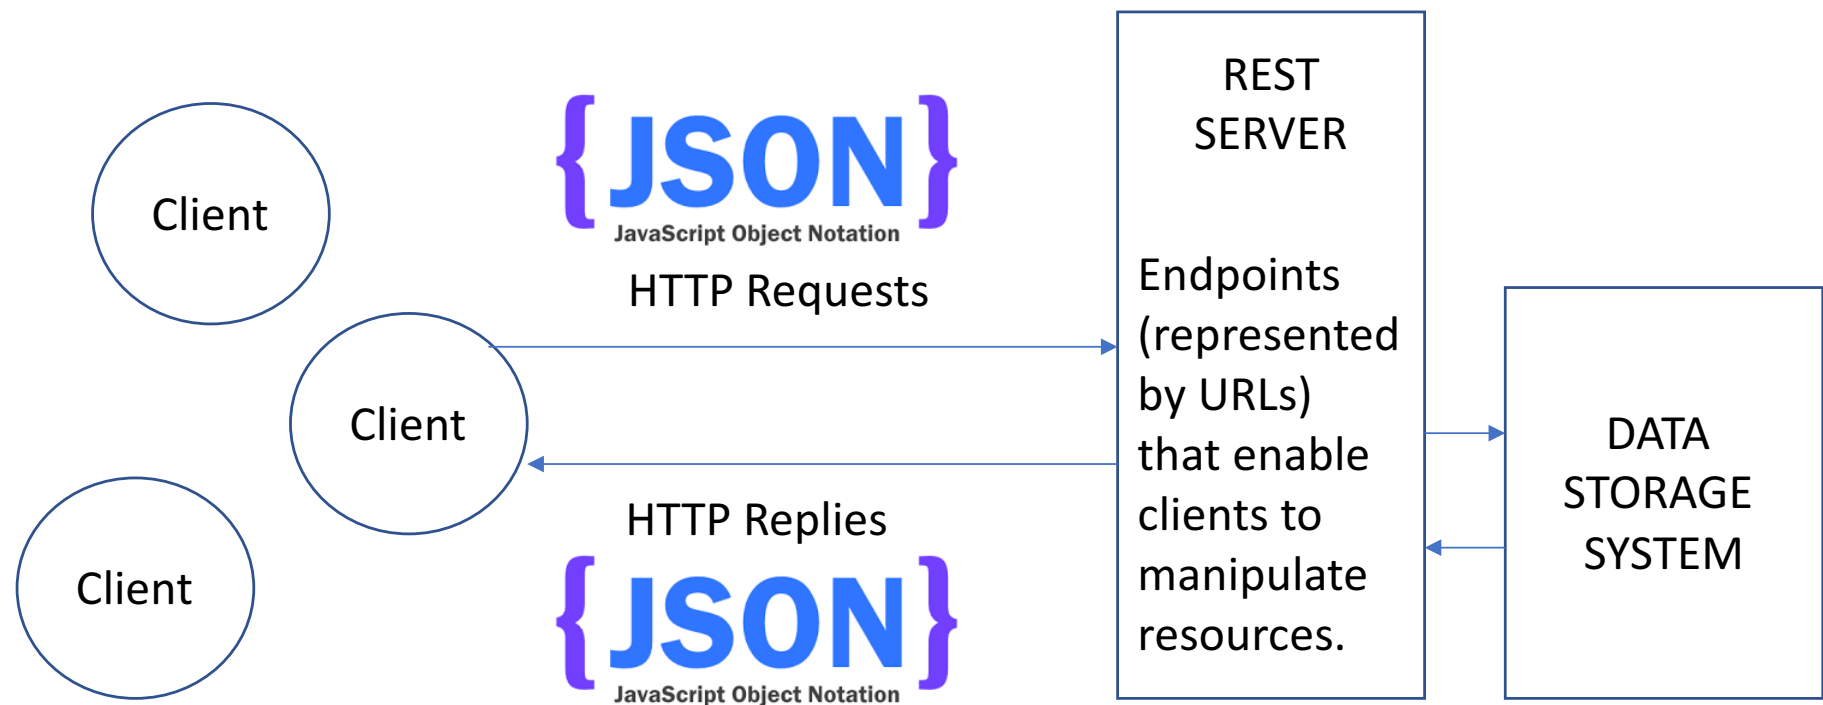 Client
Client
Client
{JSON}
JavaScript Object Notation
HTTP Requests
HTTP Replies
{JSON}
JavaScript Object Notation
REST
SERVER
Endpoints
(represented
by URLs)
that enable
clients to
manipulate
resources.
DATA
STORAGE
SYSTEM